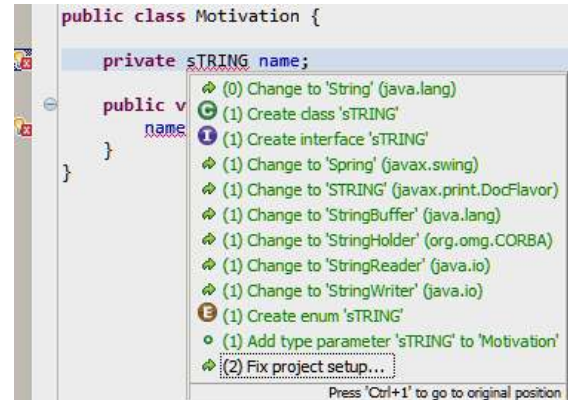 public class Motivation {
private sTRING name;
(0) Change to 'String' (java.lang)
public v
(1) Create class 'sTRING'
name
(1) Create interface 'sTRING'
}
(1) Change to 'Spring' (javax.swing)
}
(1) Change to 'STRING' (javax.print.DocFlavor)
(1) Change to 'StringBuffer' (java.lang)
(1) Change to 'StringHolder' (org.omg.CORBA)
(1) Change to 'StringReader' (java.io)
(1) Change to 'StringWriter' (java.io)
(1) Create enum 'sTRING'
(1) Add type parameter 'sTRING' to 'Motivation'
(2) Fix project setup...
Press 'Ctrl+1' to go to original position